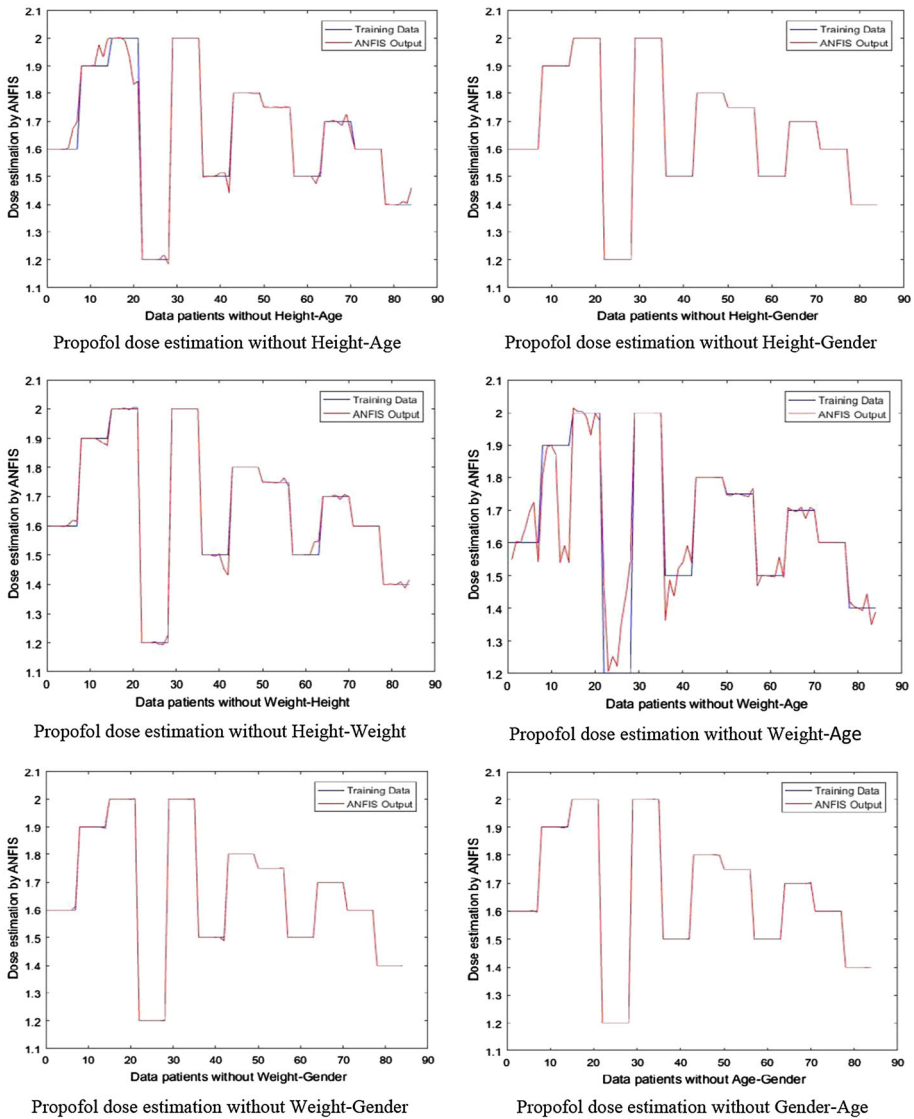 2.1
2
1.9
1.8
1.7
1.6
1.5
1.4
1.3
1.2
1.1
Dose estimation by ANFIS
Training Data
ANFIS Output
0 10 20 30 40 50 60 70 80 90
Data patients without Height-Age
Propofol dose estimation without Height-Age
2.1
2
1.9
1.8
1.7
1.6
1.5
1.4
1.3
1.2
1.1
Dose estimation by ANFIS
Training Data
ANFIS Output
0 10 20 30 40 50 60 70 80 90
Data patients without Height-Gender
Propofol dose estimation without Height-Gender
2.1
2
1.9
1.8
1.7
1.6
1.5
1.4
1.3
1.2
1.1
Dose estimation by ANFIS
Training Data
ANFIS Output
0 10 20 30 40 50 60 70 80 90
Data patients without Weight-Height
Propofol dose estimation without Height-Weight
2.1
2
1.9
1.8
1.7
1.6
1.5
1.4
1.3
1.2
Dose estimation by ANFIS
Training Data
ANFIS Output
0 10 20 30 40 50 60 70 80 90
Data patients without Weight-Age
Propofol dose estimation without Weight-Age
2.1
2
1.9
1.8
1.7
1.6
1.5
1.4
1.3
1.2
1.1
Dose estimation by ANFIS
Training Data
ANFIS Output
0 10 20 30 40 50 60 70 80 90
Data patients without Weight-Gender
Propofol dose estimation without Weight-Gender
2.1
2
1.9
1.8
1.7
1.6
1.5
1.4
1.3
1.2
1.1
Dose estimation by ANFIS
Training Data
ANFIS Output
0 10 20 30 40 50 60 70 80 90
Data patients without Age-Gender
Propofol dose estimation without Gender-Age